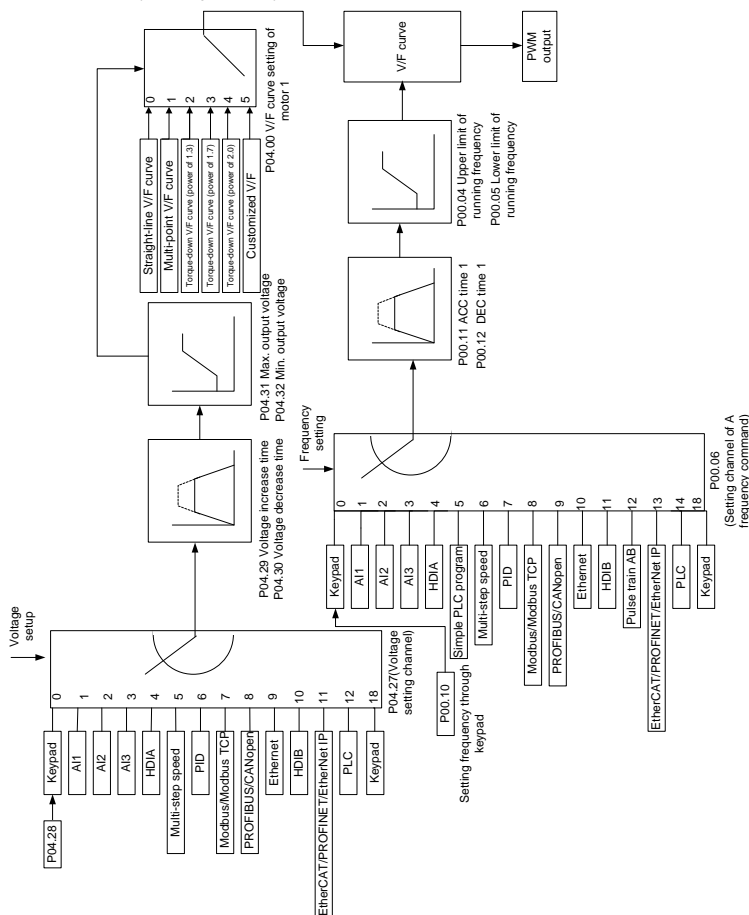 Voltage
setup
P04.28
Keypad
AI1
AI2
AI3
HDIA
Multi-step speed
PID
Modbus/Modbus TCP
PROFIBUS/CANopen
Ethernet
HDIB
EtherCAT/PROFINET/EtherNet IP
PLC
Keypad
0
1
2
3
4
5
6
7
8
9
10
11
12
18
P04.27(Voltage
setting channel)
P04.29 Voltage increase time
P04.30 Voltage decrease time
P04.31 Max. output voltage
P04.32 Min. output voltage
Straight-line V/F curve
Multi-point V/F curve
Torque-down V/F curve (power of 1.3)
Torque-down V/F curve (power of 1.7)
Torque-down V/F curve (power of 2.0)
Customized V/F
0
1
2
3
4
5
P04.00 V/F curve setting of
motor 1
Frequency
setting
P00.10
Setting frequency through
keypad
Keypad
AI1
AI2
AI3
HDIA
Simple PLC program
Multi-step speed
PID
Modbus/Modbus TCP
PROFIBUS/CANopen
Ethernet
HDIB
Pulse train AB
EtherCAT/PROFINET/EtherNet IP
PLC
Keypad
0
1
2
3
4
5
6
7
8
9
10
11
12
13
14
18
P00.06
(Setting channel of A
frequency command)
P00.11 ACC time 1
P00.12 DEC time 1
P00.04 Upper limit of
running frequency
P00.05 Lower limit of
running frequency
V/F curve
PWM
output